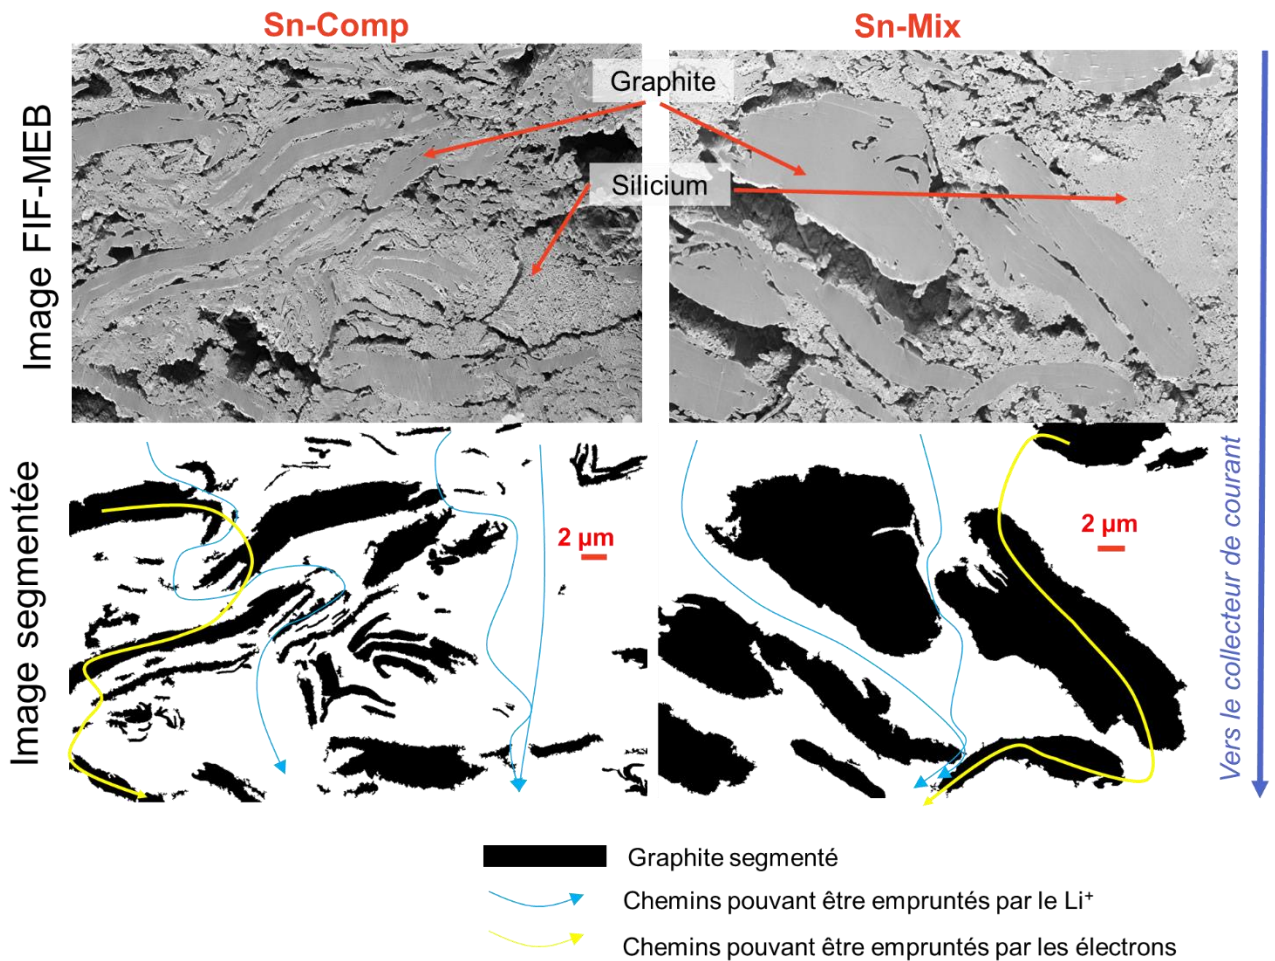 Sn-Comp
Sn-Mix
Image FIF-MEB
Graphite
Silicium
Image segmentée
2 µm
2 µm
Vers le collecteur de courant
Graphite segmenté
Chemins pouvant être empruntés par le Li⁺
Chemins pouvant être empruntés par les électrons